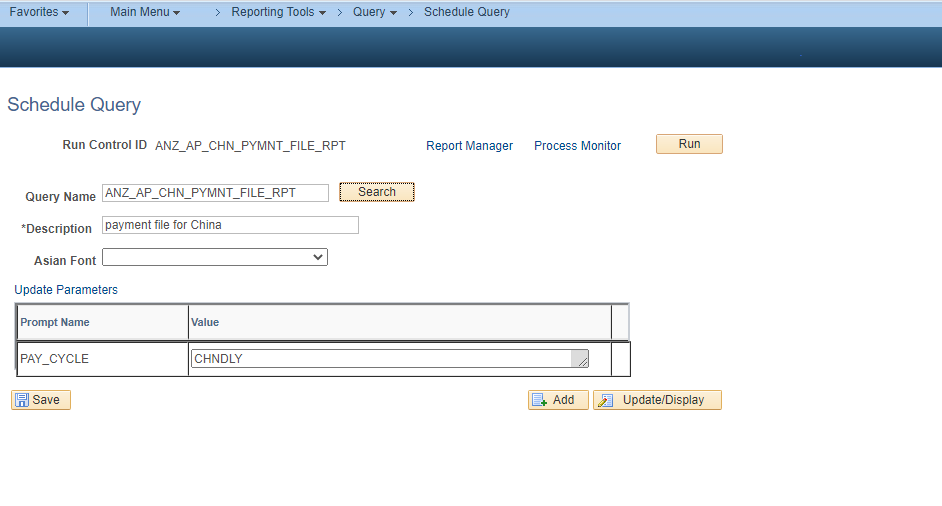 Favorites Main Menu > Reporting Tools > Query > Schedule Query
Schedule Query
Run Control ID ANZ_AP_CHN_PYMNT_FILE_RPT Report Manager Process Monitor Run
Query Name ANZ_AP_CHN_PYMNT_FILE_RPT Search
*Description payment file for China
Asian Font
Update Parameters
Prompt Name Value
PAY_CYCLE CHNDLY
Save Add Update/Display